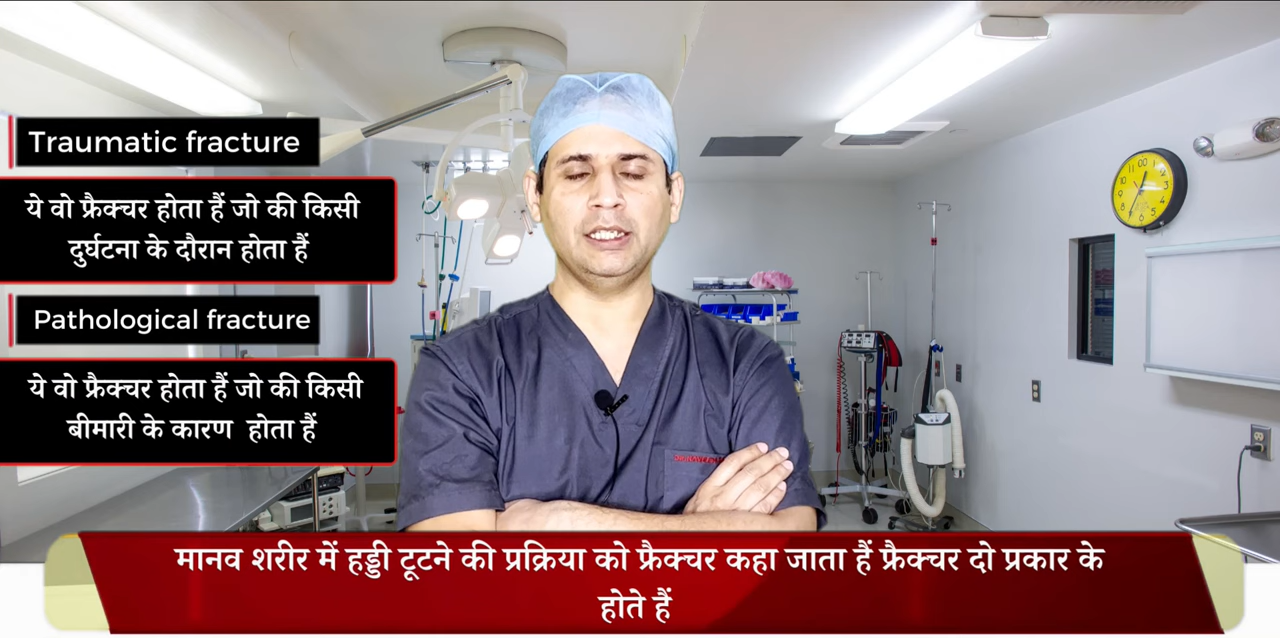 Traumatic fracture
ये वो फ्रैक्चर होता हैं जो की किसी
दुर्घटना के दौरान होता हैं
Pathological fracture
ये वो फ्रैक्चर होता हैं जो की किसी
बीमारी के कारण होता हैं
मानव शरीर में हड्डी टूटने की प्रक्रिया को फ्रैक्चर कहा जाता हैं फ्रैक्चर दो प्रकार के
होते हैं